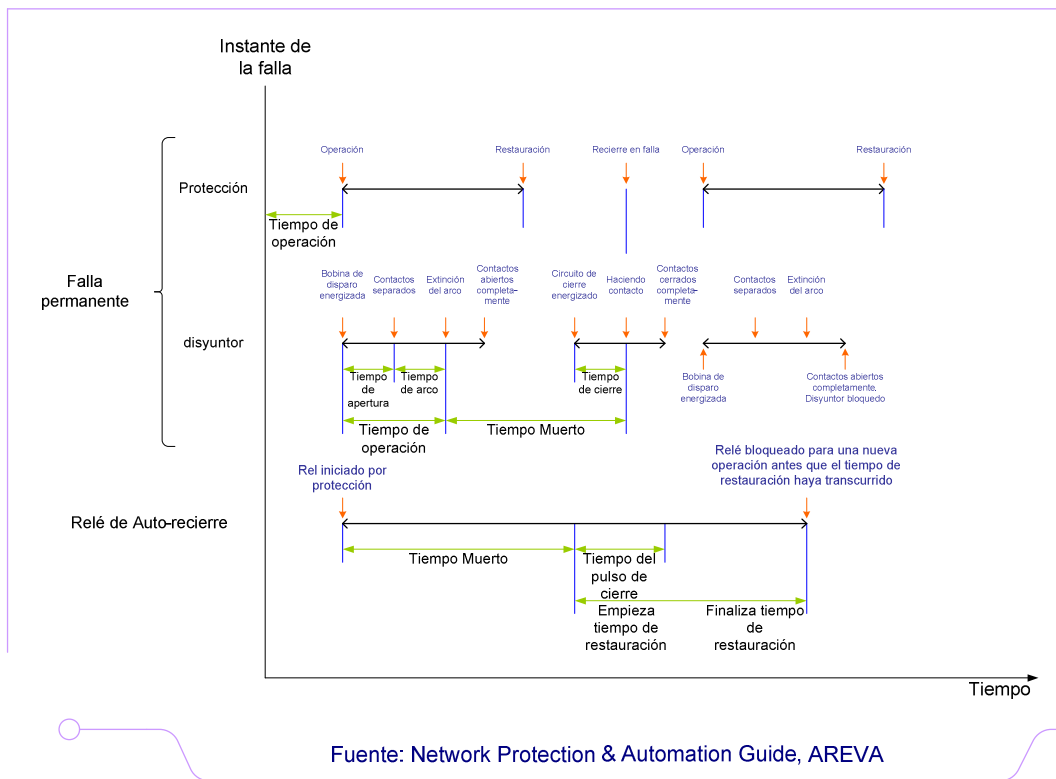 Instante de
la falla
Operación
Restauración
Recierre en falla
Operación
Restauración
Protección
Tiempo de
operación
Falla
permanente
Bobina de
disparo
energizada
Contactos
separados
Extinción
del arco
Contactos
abiertos
completa-
mente
Circuito de
cierre
energizado
Haciendo
contacto
Contactos
cerrados
completa-
mente
Contactos
separados
Extinción
del arco
disyuntor
Tiempo
de
apertura
Tiempo
de arco
Tiempo
de cierre
Bobina de
disparo
energizada
Contactos abiertos
completamente.
Disyuntor bloquedo
Tiempo de
operación
Tiempo Muerto
Rel iniciado por
protección
Relé bloqueado para una nueva
operación antes que el tiempo de
restauración haya transcurrido
Relé de Auto-recierre
Tiempo Muerto
Tiempo del
pulso de
cierre
Empieza
tiempo de
restauración
Finaliza tiempo
de
restauración
Tiempo
Fuente: Network Protection & Automation Guide, AREVA